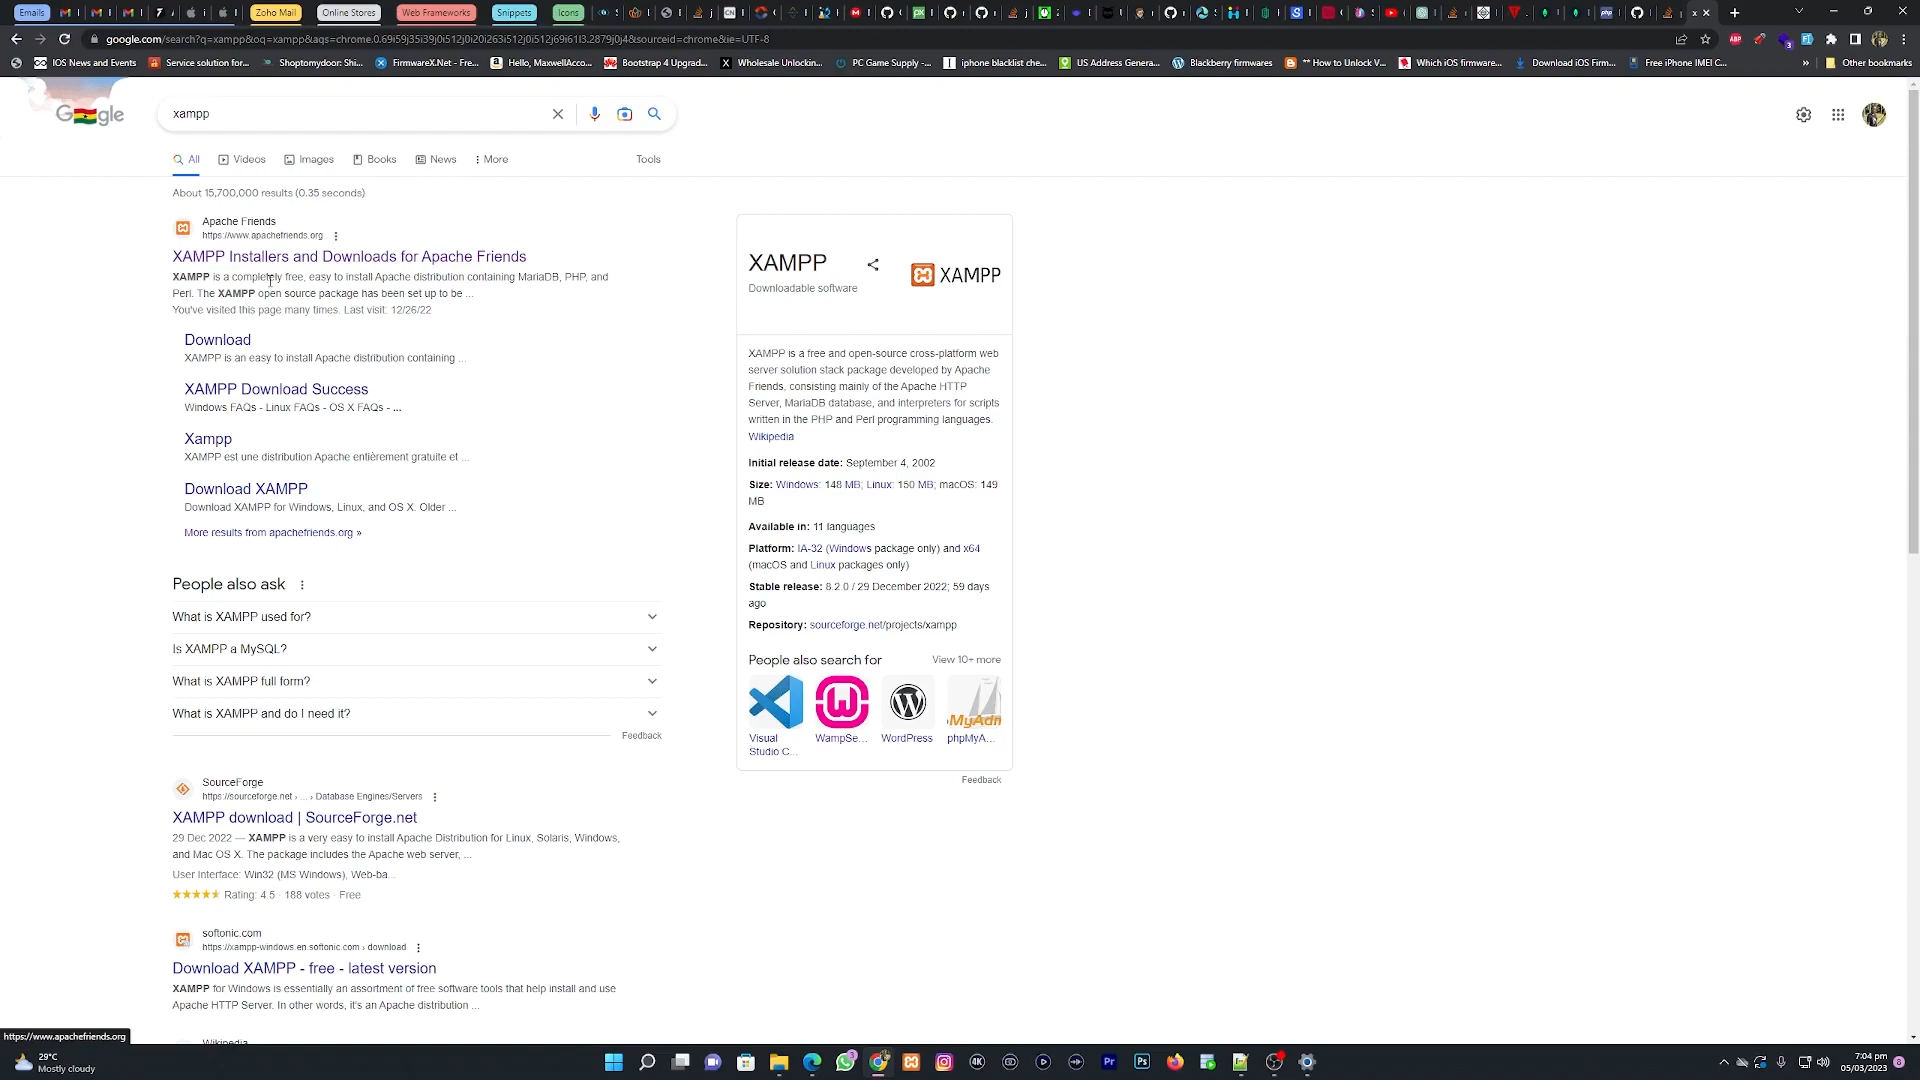 Emails
Zoho Mail
Online Stores
Web Frameworks
Snippets
Icons
google.com/search?q=xampp&oq=xampp&aqs=chrome.0.69i59j35i39j0i512j0i20i263i512j0i512j69i61l3.2879j0j4&sourceid=chrome&ie=UTF-8
IOS News and Events
Service solution for...
Shoptomydoor: Shi...
FirmwareX.Net - Fre...
Hello, MaxwellAcco...
Bootstrap 4 Upgrad...
Wholesale Unlockin...
PC Game Supply -...
iphone blacklist che...
US Address Genera...
Blackberry firmwares
** How to Unlock V...
Which iOS firmware...
Download iOS Firm...
Free iPhone IMEI C...
»
Other bookmarks
Google
xampp
All
Videos
Images
Books
News
More
Tools
About 15,700,000 results (0.35 seconds)
Apache Friends
https://www.apachefriends.org
XAMPP Installers and Downloads for Apache Friends
XAMPP is a completely free, easy to install Apache distribution containing MariaDB, PHP, and
Perl. The XAMPP open source package has been set up to be ...
You've visited this page many times. Last visit: 12/26/22
Download
XAMPP is an easy to install Apache distribution containing ...
XAMPP Download Success
Windows FAQs - Linux FAQs - OS X FAQs - ...
Xampp
XAMPP est une distribution Apache entièrement gratuite et ...
Download XAMPP
Download XAMPP for Windows, Linux, and OS X. Older ...
More results from apachefriends.org »
People also ask
What is XAMPP used for?
Is XAMPP a MySQL?
What is XAMPP full form?
What is XAMPP and do I need it?
Feedback
SourceForge
https://sourceforge.net › ... › Database Engines/Servers
XAMPP download | SourceForge.net
29 Dec 2022 — XAMPP is a very easy to install Apache Distribution for Linux, Solaris, Windows,
and Mac OS X. The package includes the Apache web server, ...
User Interface: Win32 (MS Windows), Web-ba...
Rating: 4.5 · 188 votes · Free
softonic.com
https://xampp-windows.en.softonic.com › download
Download XAMPP - free - latest version
XAMPP for Windows is essentially an assortment of free software tools that help install and use
Apache HTTP Server. In other words, it's an Apache distribution ...
Wikipedia
XAMPP
Downloadable software
XAMPP
XAMPP is a free and open-source cross-platform web
server solution stack package developed by Apache
Friends, consisting mainly of the Apache HTTP
Server, MariaDB database, and interpreters for scripts
written in the PHP and Perl programming languages.
Wikipedia
Initial release date: September 4, 2002
Size: Windows: 148 MB; Linux: 150 MB; macOS: 149
MB
Available in: 11 languages
Platform: IA-32 (Windows package only) and x64
(macOS and Linux packages only)
Stable release: 8.2.0 / 29 December 2022; 59 days
ago
Repository: sourceforge.net/projects/xampp
People also search for
View 10+ more
Visual
Studio C...
WampSe...
WordPress
phpMyA...
Feedback
https://www.apachefriends.org
29°C
Mostly cloudy
7:04 pm
05/03/2023